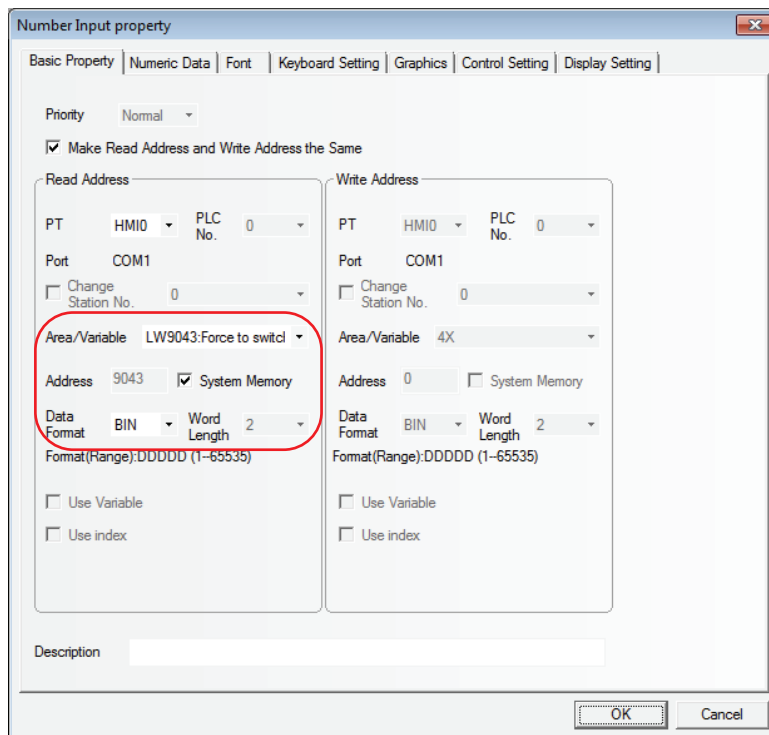 Number Input property
Basic Property Numeric Data Font Keyboard Setting Graphics Control Setting Display Setting
Priority Normal
Make Read Address and Write Address the Same
Read Address
PT HMI0 PLC No. 0
Port COM1
Change Station No. 0
Area/Variable LW9043:Force to switcl
Address 9043 System Memory
Data Format BIN Word Length 2
Format(Range):DDDDD (1--65535)
Use Variable
Use index
Write Address
PT HMI0 PLC No. 0
Port COM1
Change Station No. 0
Area/Variable 4X
Address 0 System Memory
Data Format BIN Word Length 2
Format(Range):DDDDD (1--65535)
Use Variable
Use index
Description
OK Cancel